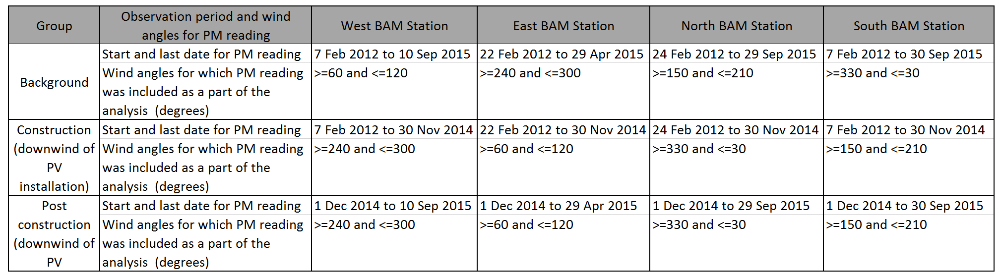 Group
Observation period and wind
angles for PM reading
West BAM Station
East BAM Station
North BAM Station
South BAM Station
Background
Start and last date for PM reading
7 Feb 2012 to 10 Sep 2015
22 Feb 2012 to 29 Apr 2015
24 Feb 2012 to 29 Sep 2015
7 Feb 2012 to 30 Sep 2015
Wind angles for which PM reading
was included as a part of the
analysis  (degrees)
>=60 and <=120
>=240 and <=300
>=150 and <=210
>=330 and <=30
Construction
(downwind of
PV
installation)
Start and last date for PM reading
7 Feb 2012 to 30 Nov 2014
22 Feb 2012 to 30 Nov 2014
24 Feb 2012 to 30 Nov 2014
7 Feb 2012 to 30 Nov 2014
Wind angles for which PM reading
was included as a part of the
analysis  (degrees)
>=240 and <=300
>=60 and <=120
>=330 and <=30
>=150 and <=210
Post
construction
(downwind of
PV
Start and last date for PM reading
1 Dec 2014 to 10 Sep 2015
1 Dec 2014 to 29 Apr 2015
1 Dec 2014 to 29 Sep 2015
1 Dec 2014 to 30 Sep 2015
Wind angles for which PM reading
was included as a part of the
analysis  (degrees)
>=240 and <=300
>=60 and <=120
>=330 and <=30
>=150 and <=210